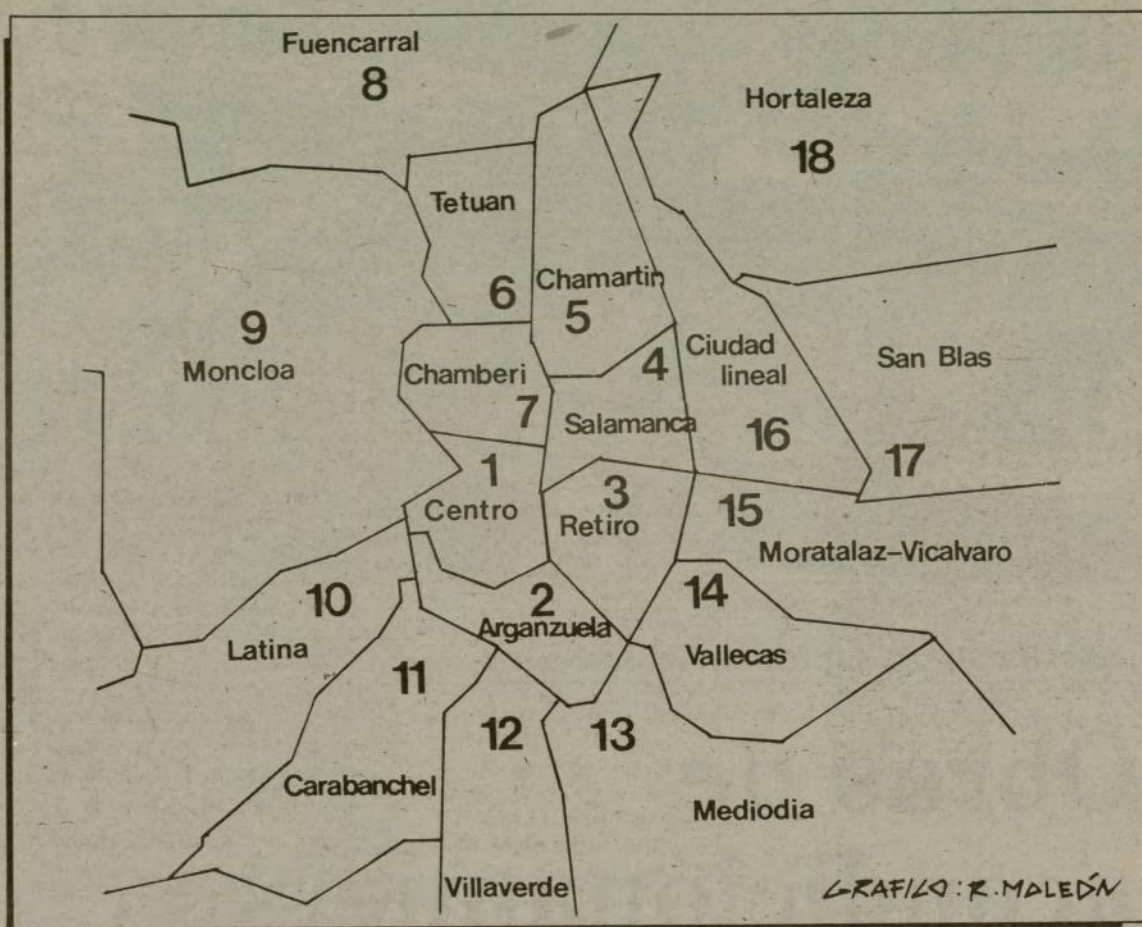 Fuencarral
8
Hortaleza
18
Tetuan
6
Chamartin
5
9
Moncloa
Chamberi
7
4
Salamanca
Ciudad
lineal
16
San Blas
17
1
Centro
3
Retiro
15
Moratalaz-Vicalvaro
10
Latina
2
Arganzuela
14
Vallecas
11
Carabanchel
12
Villaverde
13
Mediodia
GRAFICO: R. MOLEDÓN